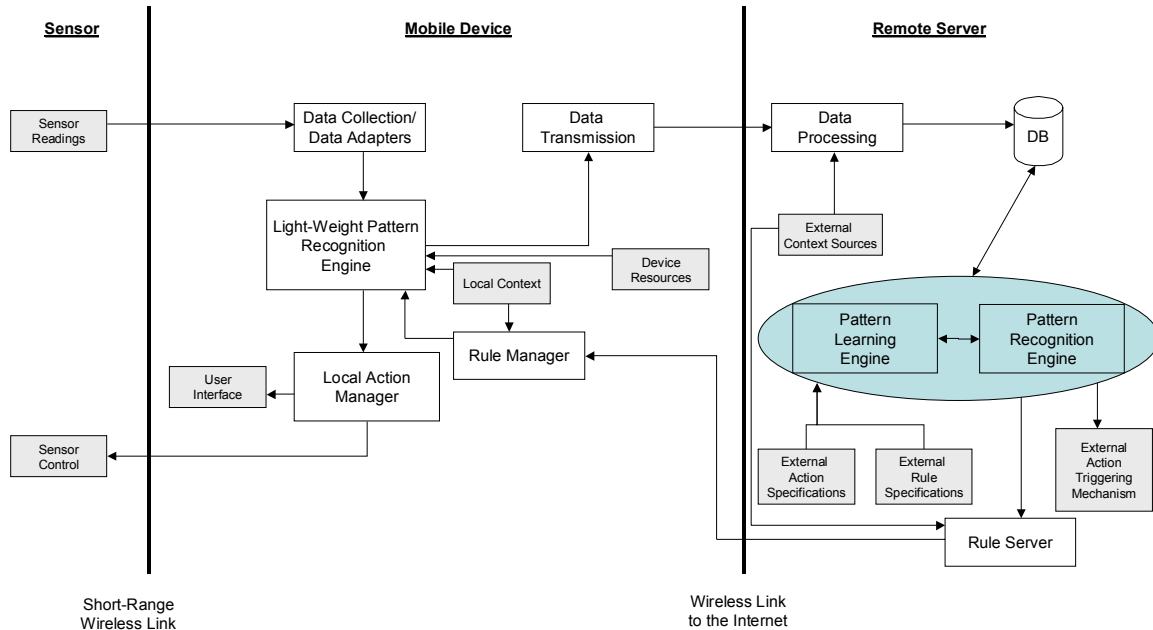 Sensor
Mobile Device
Remote Server
Sensor
Readings
Data Collection/
Data Adapters
Data
Transmission
Data
Processing
DB
Light-Weight Pattern
Recognition
Engine
External
Context Sources
Device
Resources
Local Context
Pattern
Learning
Engine
Pattern
Recognition
Engine
Rule Manager
User
Interface
Local Action
Manager
Sensor
Control
External
Action
Specifications
External
Rule
Specifications
External
Action
Triggering
Mechanism
Rule Server
Short-Range
Wireless Link
Wireless Link
to the Internet